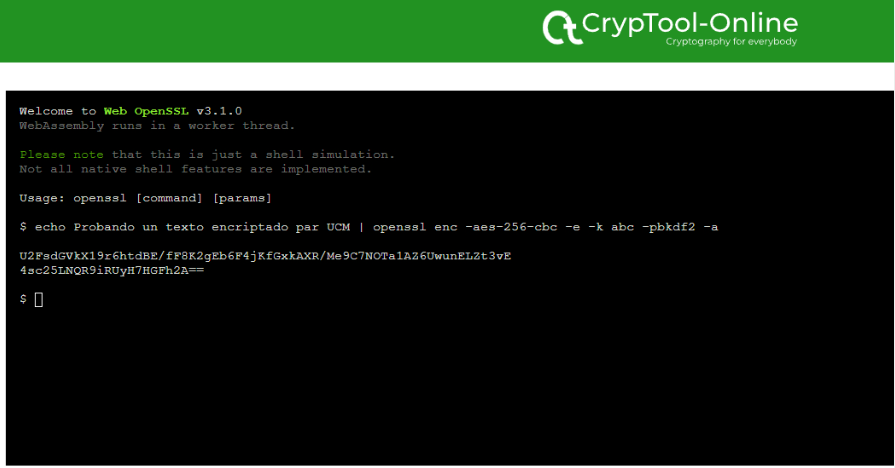 CrypTool-Online
Cryptography for everybody
Welcome to Web OpenSSL v3.1.0
WebAssembly runs in a worker thread.
Please note that this is just a shell simulation.
Not all native shell features are implemented.
Usage: openssl [command] [params]
$ echo Probando un texto encriptado par UCM | openssl enc -aes-256-cbc -e -k abc -pbkdf2 -a
U2FsdGVkX19r6htdBE/fF8K2gEb6F4jKfGxkAXR/Me9C7NOTa1AZ6UwunELZt3vE
4sc25LNQR9iRUyH7HGFh2A==
$